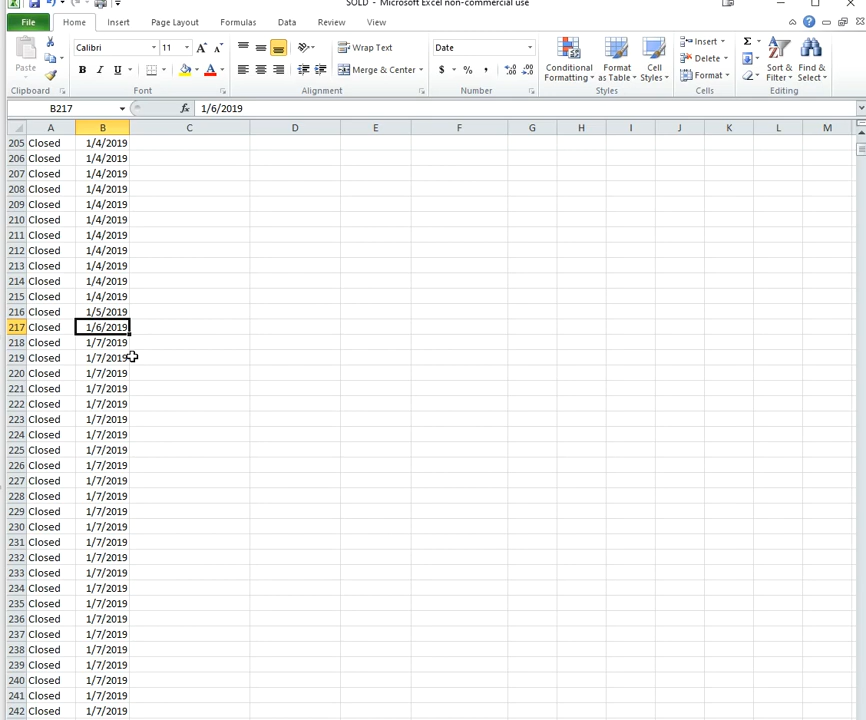 SOLD - Microsoft Excel non-commercial use
File Home Insert Page Layout Formulas Data Review View
Calibri 11 Wrap Text Date Insert Σ
Paste B I U Merge & Center $ % , .0 .00 .00 .0 Conditional Formatting Format as Table Cell Styles Delete Format Sort & Filter Find & Select
Clipboard Font Alignment Number Styles Cells Editing
B217 fx 1/6/2019
A B C D E F G H I J K L M
205 Closed 1/4/2019
206 Closed 1/4/2019
207 Closed 1/4/2019
208 Closed 1/4/2019
209 Closed 1/4/2019
210 Closed 1/4/2019
211 Closed 1/4/2019
212 Closed 1/4/2019
213 Closed 1/4/2019
214 Closed 1/4/2019
215 Closed 1/4/2019
216 Closed 1/5/2019
217 Closed 1/6/2019
218 Closed 1/7/2019
219 Closed 1/7/2019
220 Closed 1/7/2019
221 Closed 1/7/2019
222 Closed 1/7/2019
223 Closed 1/7/2019
224 Closed 1/7/2019
225 Closed 1/7/2019
226 Closed 1/7/2019
227 Closed 1/7/2019
228 Closed 1/7/2019
229 Closed 1/7/2019
230 Closed 1/7/2019
231 Closed 1/7/2019
232 Closed 1/7/2019
233 Closed 1/7/2019
234 Closed 1/7/2019
235 Closed 1/7/2019
236 Closed 1/7/2019
237 Closed 1/7/2019
238 Closed 1/7/2019
239 Closed 1/7/2019
240 Closed 1/7/2019
241 Closed 1/7/2019
242 Closed 1/7/2019